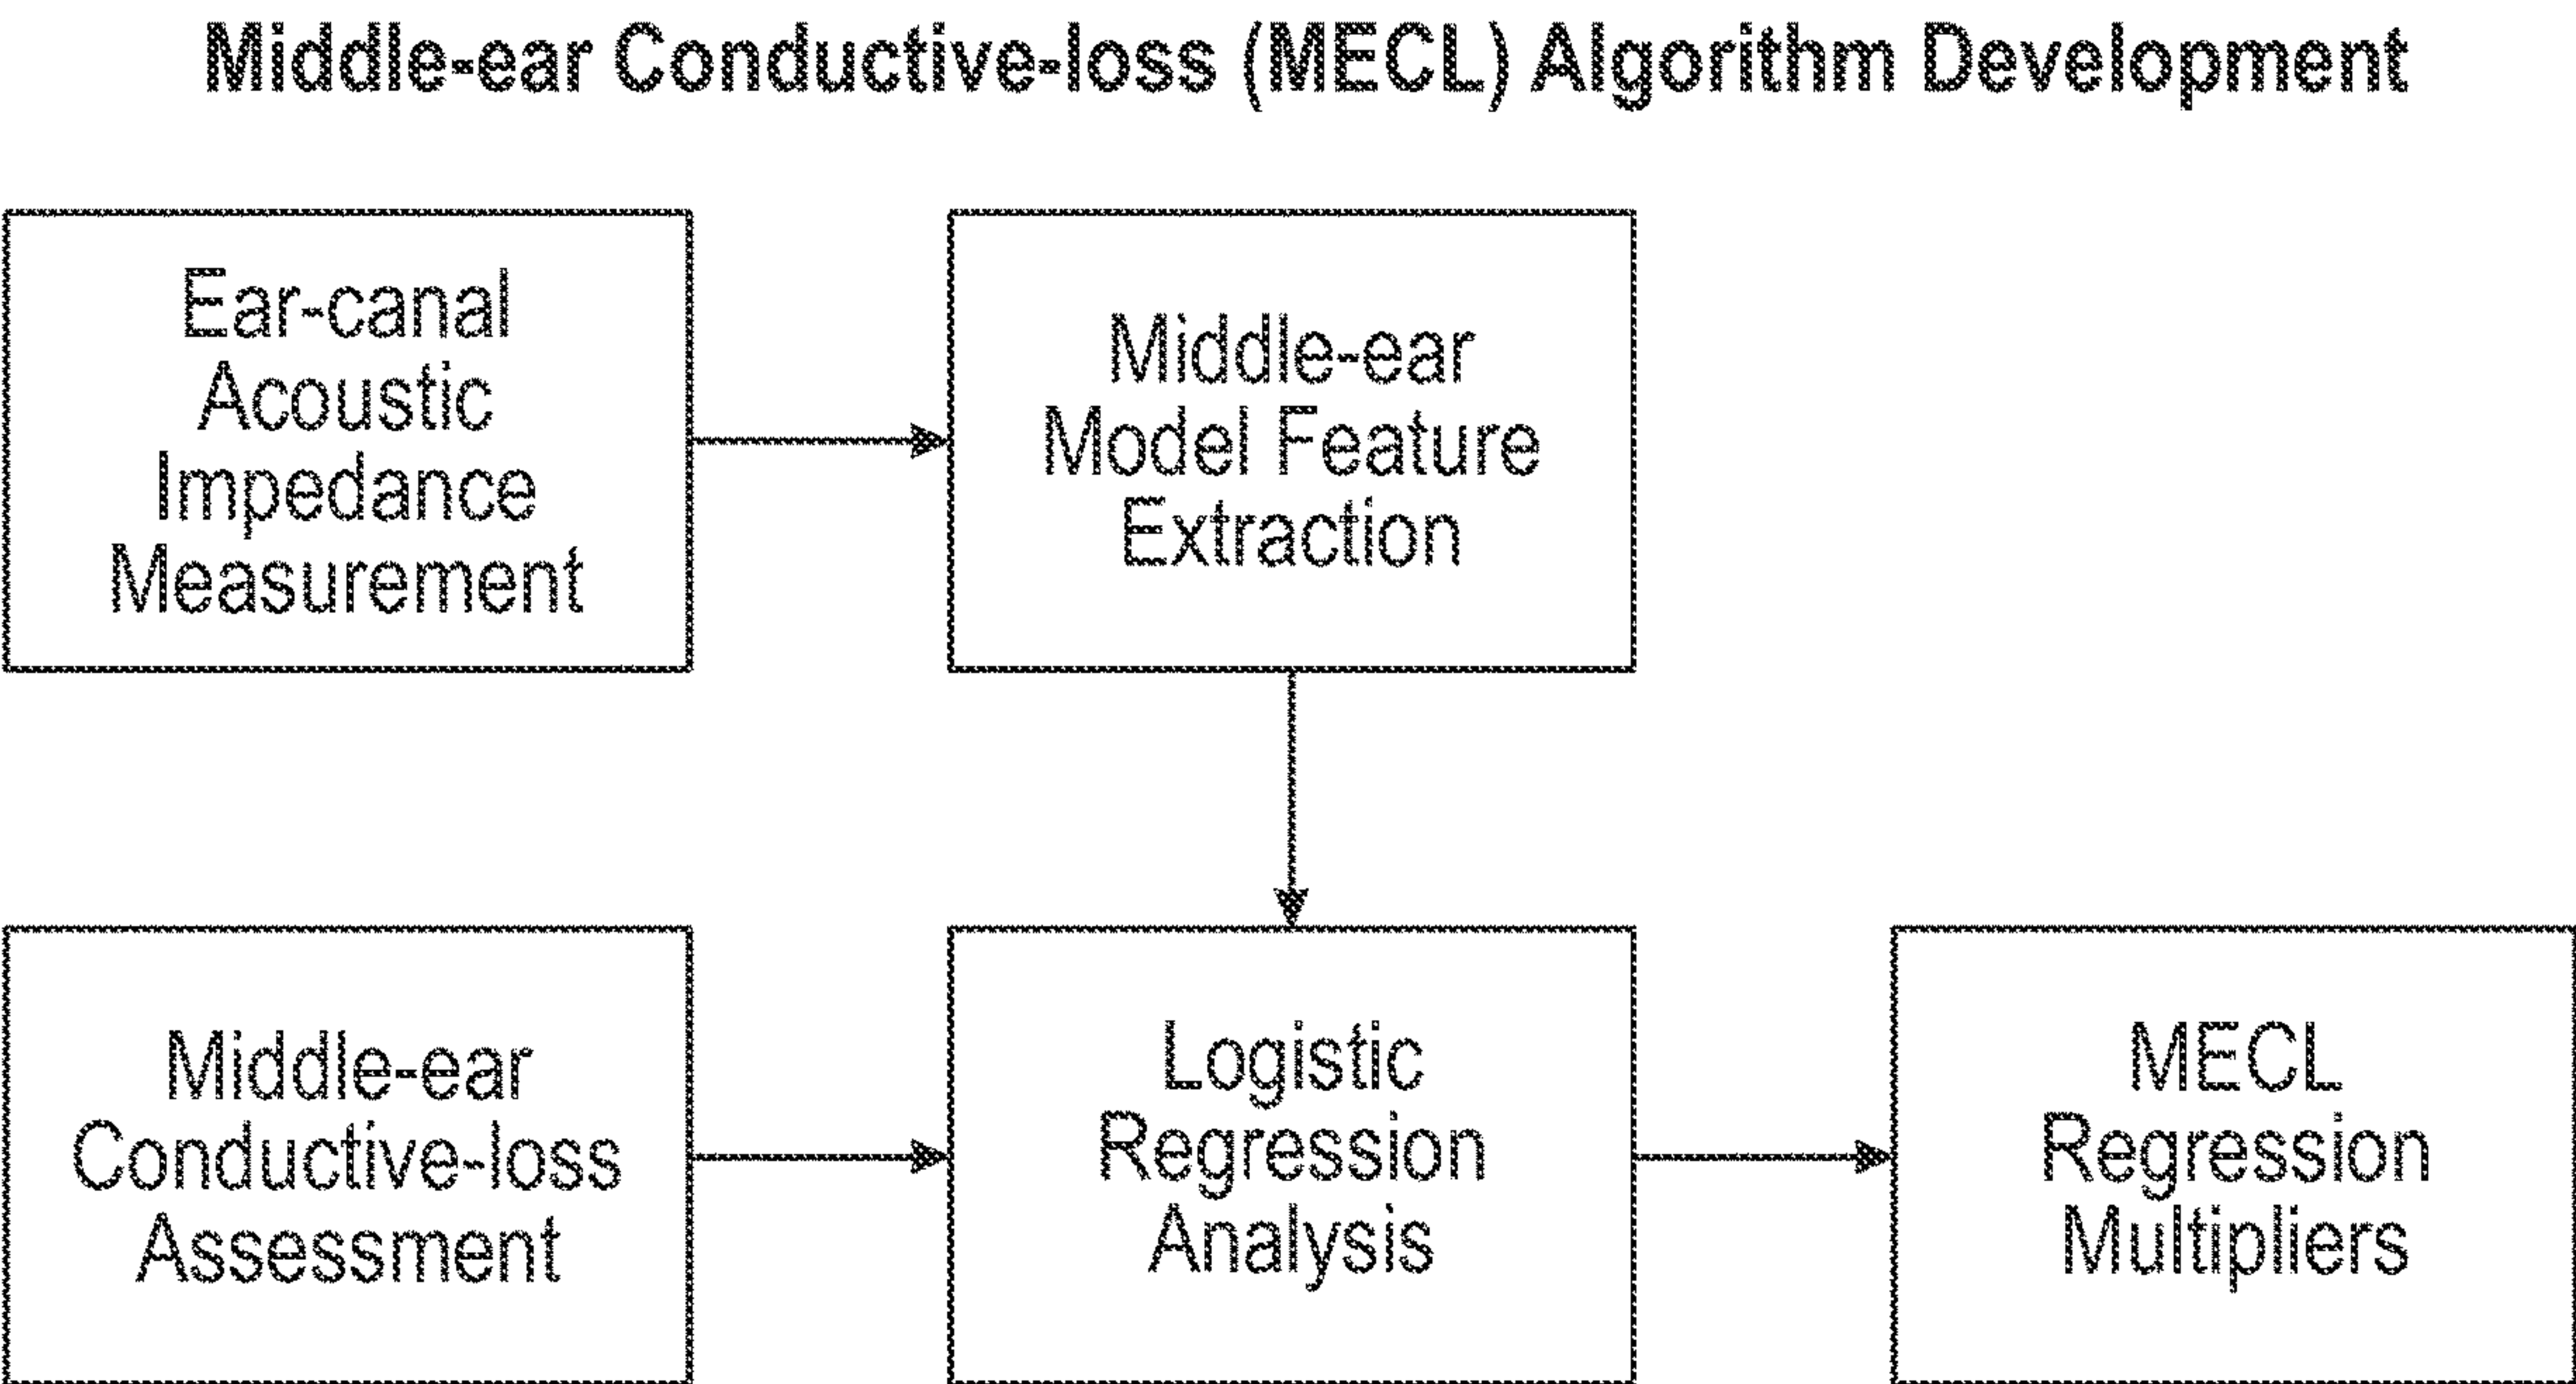 Middle-ear Conductive-loss (MECL) Algorithm Development
Ear-canal
Acoustic
Impedance
Measurement
Middle-ear
Model Feature
Extraction
Middle-ear
Conductive-loss
Assessment
Logistic
Regression
Analysis
MECL
Regression
Multipliers